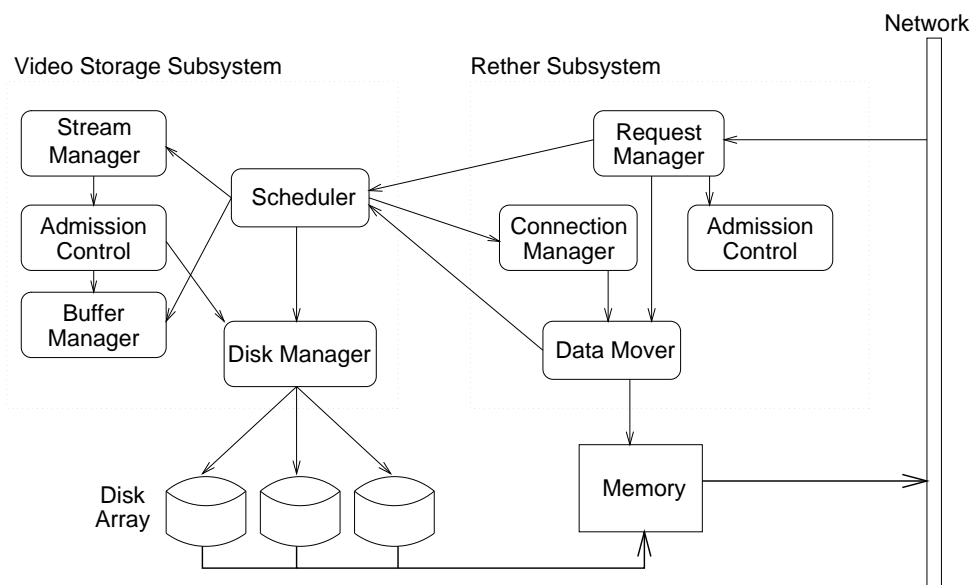 Network
Video Storage Subsystem
Rether Subsystem
Stream
Manager
Request
Manager
Scheduler
Admission
Control
Connection
Manager
Admission
Control
Buffer
Manager
Disk Manager
Data Mover
Disk
Array
Memory